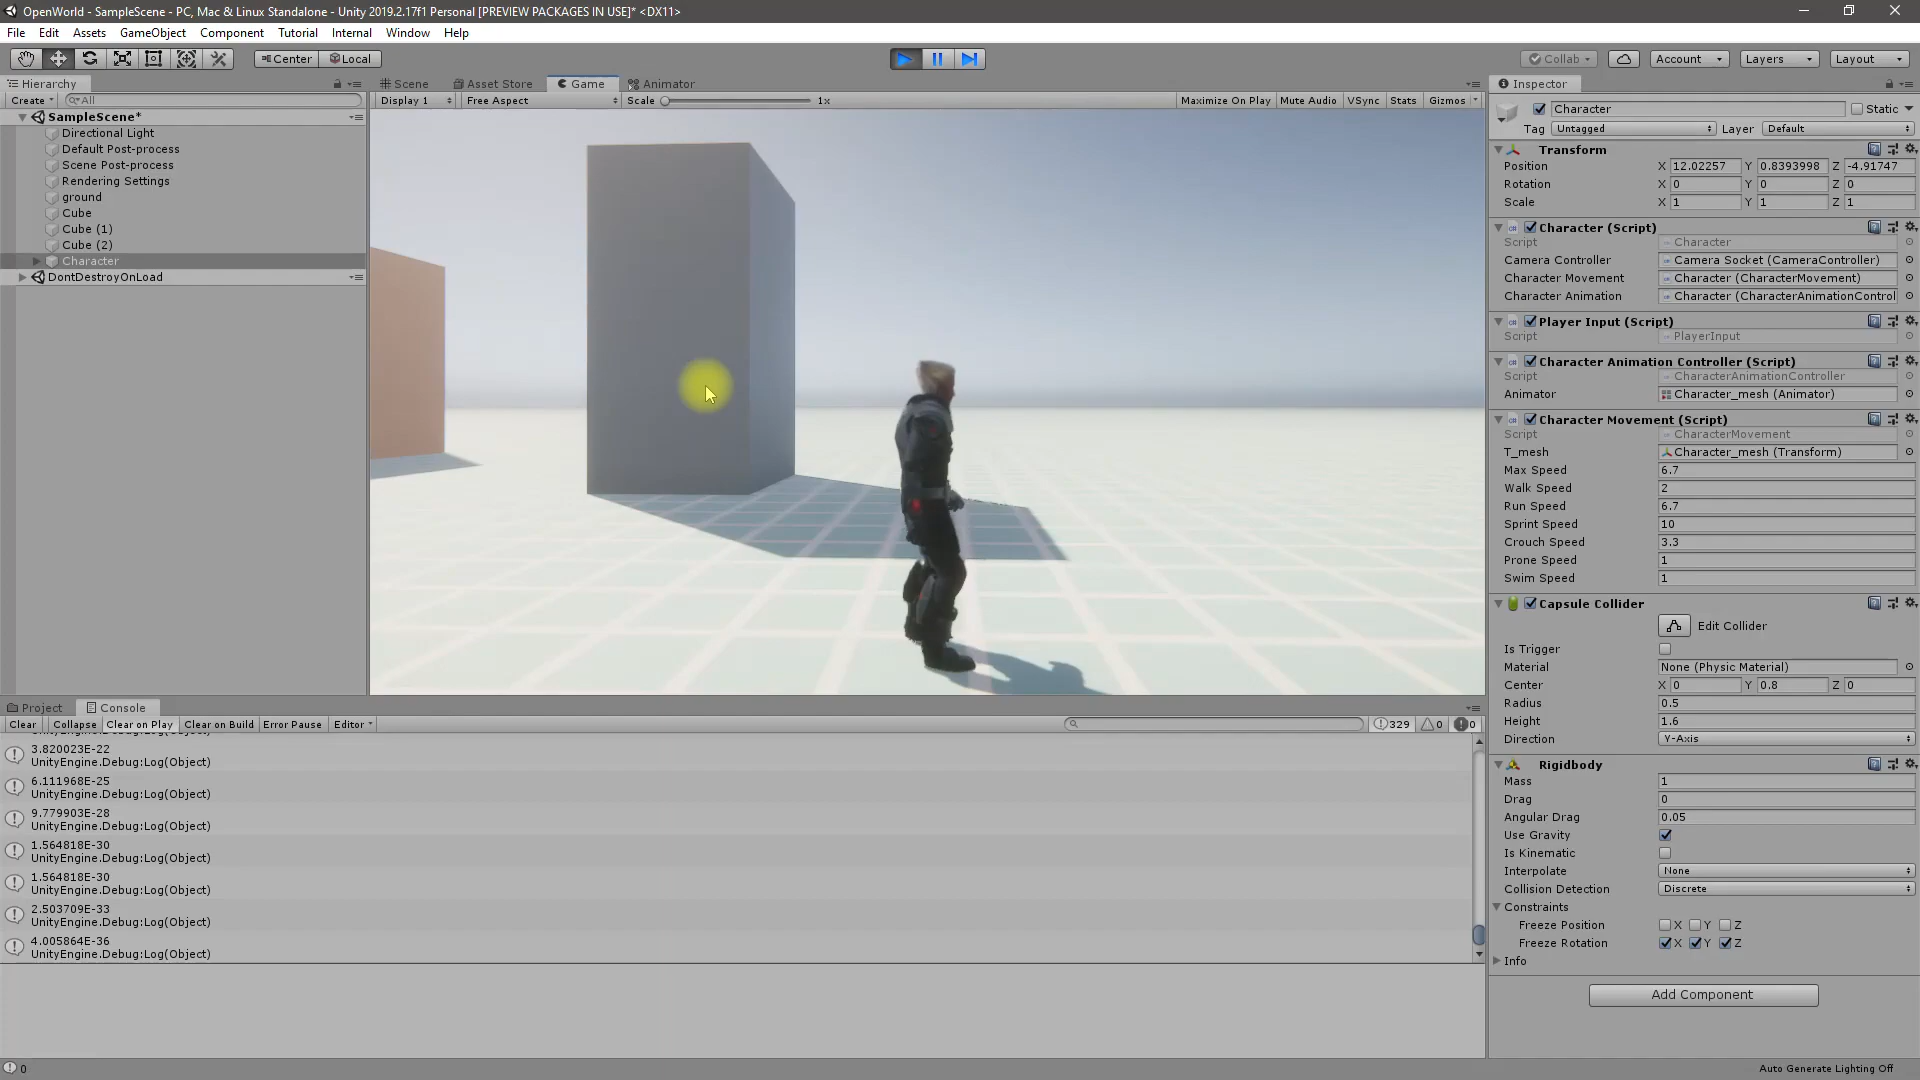 OpenWorld - SampleScene - PC, Mac & Linux Standalone - Unity 2019.2.17f1 Personal [PREVIEW PACKAGES IN USE]* <DX11>
File Edit Assets GameObject Component Tutorial Internal Window Help
Center Local Collab Account Layers Layout
Hierarchy Scene Asset Store Game Animator Inspector
Create All Display 1 Free Aspect Scale 1x Maximize On Play Mute Audio VSync Stats Gizmos
SampleScene*
Directional Light
Default Post-process
Scene Post-process
Rendering Settings
ground
Cube
Cube (1)
Cube (2)
Character
DontDestroyOnLoad
Project Console
Clear Collapse Clear on Play Clear on Build Error Pause Editor 329 0 0
3.820023E-22
UnityEngine.Debug:Log(Object)
6.111968E-25
UnityEngine.Debug:Log(Object)
9.779903E-28
UnityEngine.Debug:Log(Object)
1.564818E-30
UnityEngine.Debug:Log(Object)
1.564818E-30
UnityEngine.Debug:Log(Object)
2.503709E-33
UnityEngine.Debug:Log(Object)
4.005864E-36
UnityEngine.Debug:Log(Object)
0
Character Static
Tag Untagged Layer Default
Transform
Position X 12.02257 Y 0.8393998 Z -4.91747
Rotation X 0 Y 0 Z 0
Scale X 1 Y 1 Z 1
Character (Script)
Script Character
Camera Controller Camera Socket (CameraController)
Character Movement Character (CharacterMovement)
Character Animation Character (CharacterAnimationControl
Player Input (Script)
Script PlayerInput
Character Animation Controller (Script)
Script CharacterAnimationController
Animator Character_mesh (Animator)
Character Movement (Script)
Script CharacterMovement
T_mesh Character_mesh (Transform)
Max Speed 6.7
Walk Speed 2
Run Speed 6.7
Sprint Speed 10
Crouch Speed 3.3
Prone Speed 1
Swim Speed 1
Capsule Collider
Edit Collider
Is Trigger
Material None (Physic Material)
Center X 0 Y 0.8 Z 0
Radius 0.5
Height 1.6
Direction Y-Axis
Rigidbody
Mass 1
Drag 0
Angular Drag 0.05
Use Gravity
Is Kinematic
Interpolate None
Collision Detection Discrete
Constraints
Freeze Position X Y Z
Freeze Rotation X Y Z
Info
Add Component
Auto Generate Lighting Off